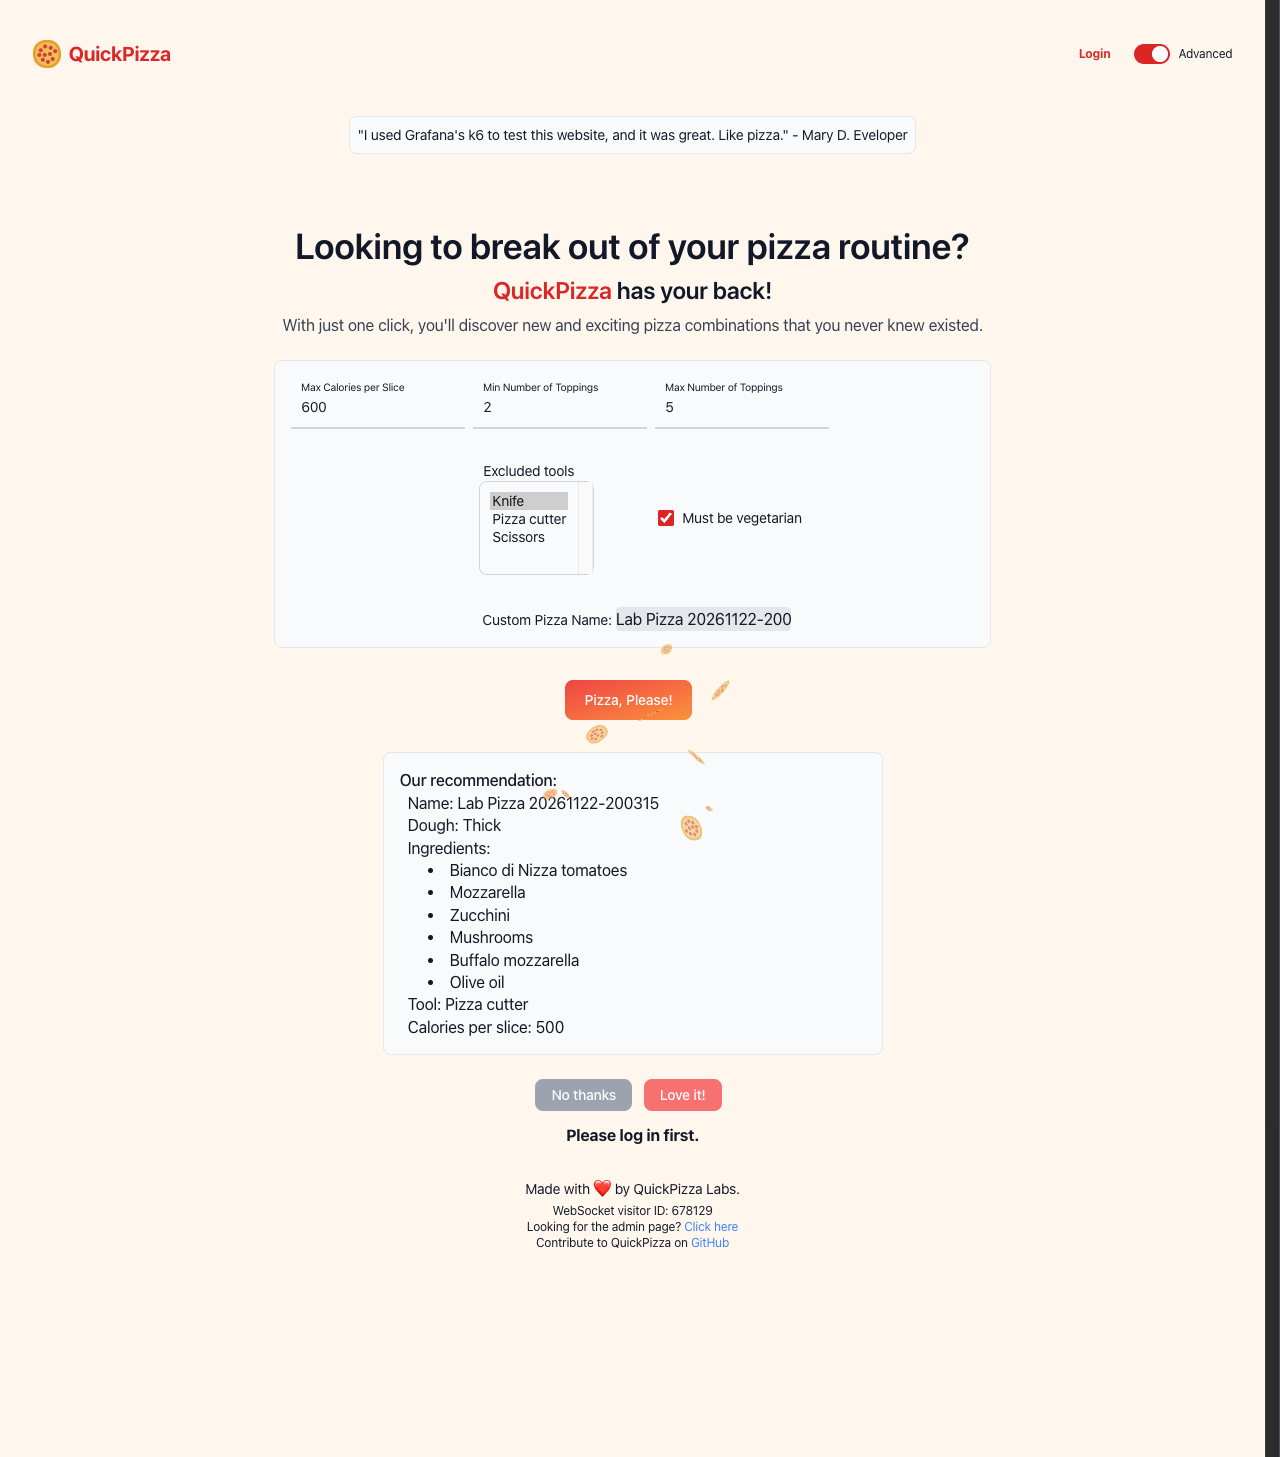 QuickPizza
Login
Advanced
"I used Grafana's k6 to test this website, and it was great. Like pizza." - Mary D. Eveloper
Looking to break out of your pizza routine?
QuickPizza has your back!
With just one click, you'll discover new and exciting pizza combinations that you never knew existed.
Max Calories per Slice
600
Min Number of Toppings
2
Max Number of Toppings
5
Excluded tools
Knife
Pizza cutter
Scissors
Must be vegetarian
Custom Pizza Name: Lab Pizza 20261122-200
Pizza, Please!
Our recommendation:
Name: Lab Pizza 20261122-200315
Dough: Thick
Ingredients:
• Bianco di Nizza tomatoes
• Mozzarella
• Zucchini
• Mushrooms
• Buffalo mozzarella
• Olive oil
Tool: Pizza cutter
Calories per slice: 500
No thanks
Love it!
Please log in first.
Made with ❤️ by QuickPizza Labs.
WebSocket visitor ID: 678129
Looking for the admin page? Click here
Contribute to QuickPizza on GitHub